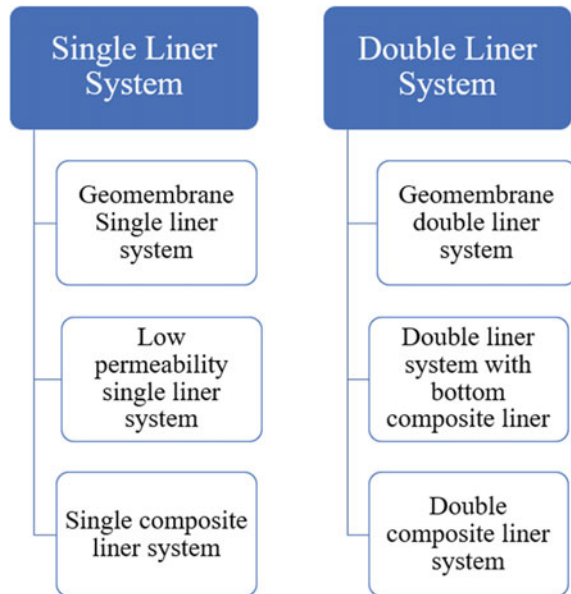 Single Liner
System
Geomembrane
Single liner
system
Low
permeability
single liner
system
Single composite
liner system
Double Liner
System
Geomembrane
double liner
system
Double liner
system with
bottom
composite liner
Double
composite liner
system